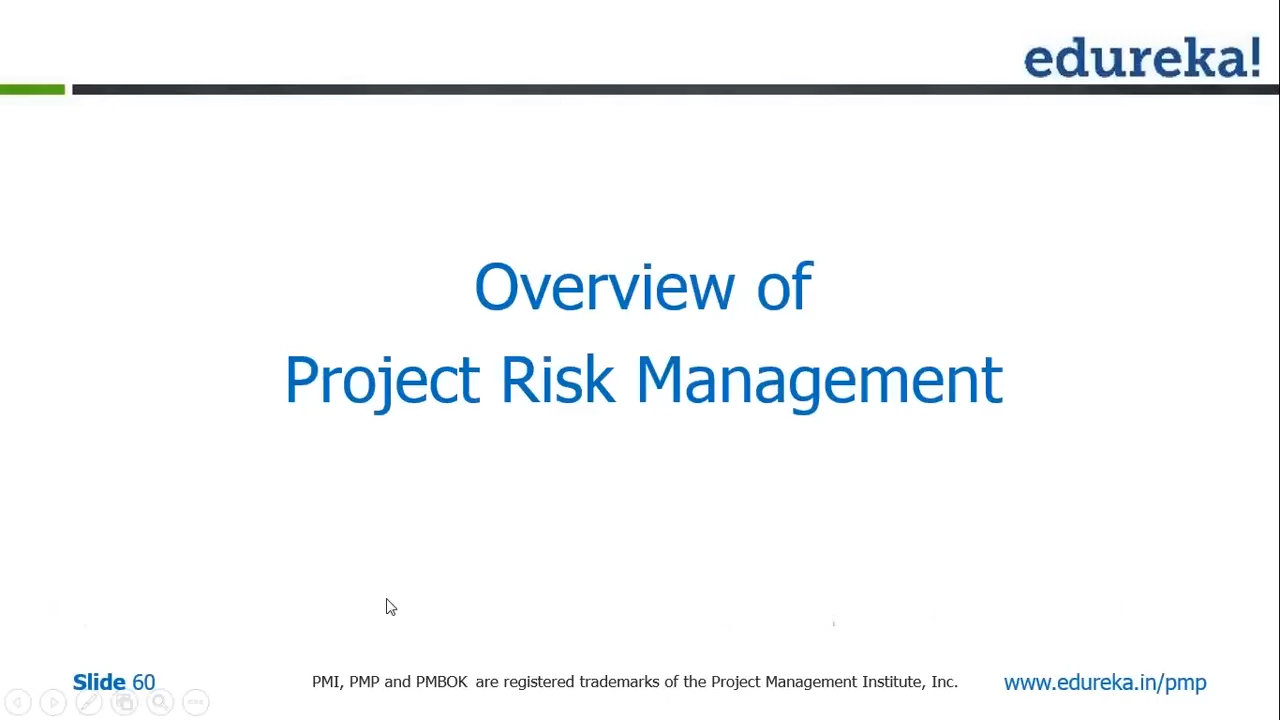 edureka!
Overview of
Project Risk Management
Slide 60
PMI, PMP and PMBOK are registered trademarks of the Project Management Institute, Inc.
www.edureka.in/pmp